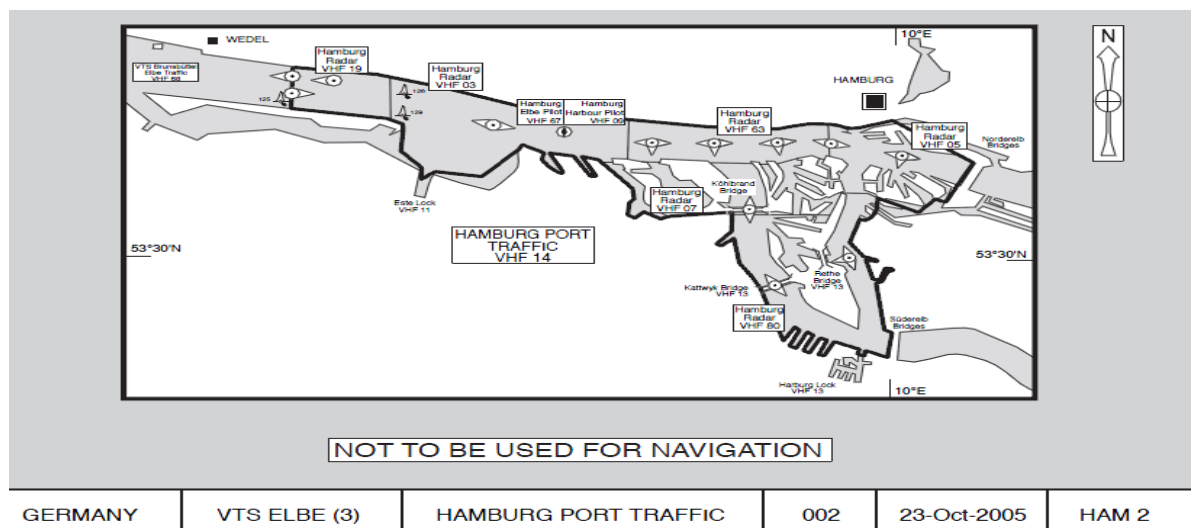 WEDEL
10°E
N
Hamburg
Radar
VHF 19
Hamburg
Radar
VHF 03
VTS Brunsbüttel
Elbe Traffic
VHF 68
125
126
129
Hamburg
Elbe Pilot
VHF 67
Hamburg
Harbour Pilot
VHF 09
Hamburg
Radar
VHF 63
HAMBURG
Hamburg
Radar
VHF 05
Norderelb
Bridges
Este Lock
VHF 11
Hamburg
Radar
VHF 07
Köhlbrand
Bridge
53°30'N
HAMBURG PORT
TRAFFIC
VHF 14
53°30'N
Kattwyk Bridge
VHF 13
Rethe
Bridge
VHF 13
Hamburg
Radar
VHF 80
Süderelb
Bridges
Harburg Lock
VHF 13
10°E
NOT TO BE USED FOR NAVIGATION
GERMANY VTS ELBE (3) HAMBURG PORT TRAFFIC 002 23-Oct-2005 HAM 2